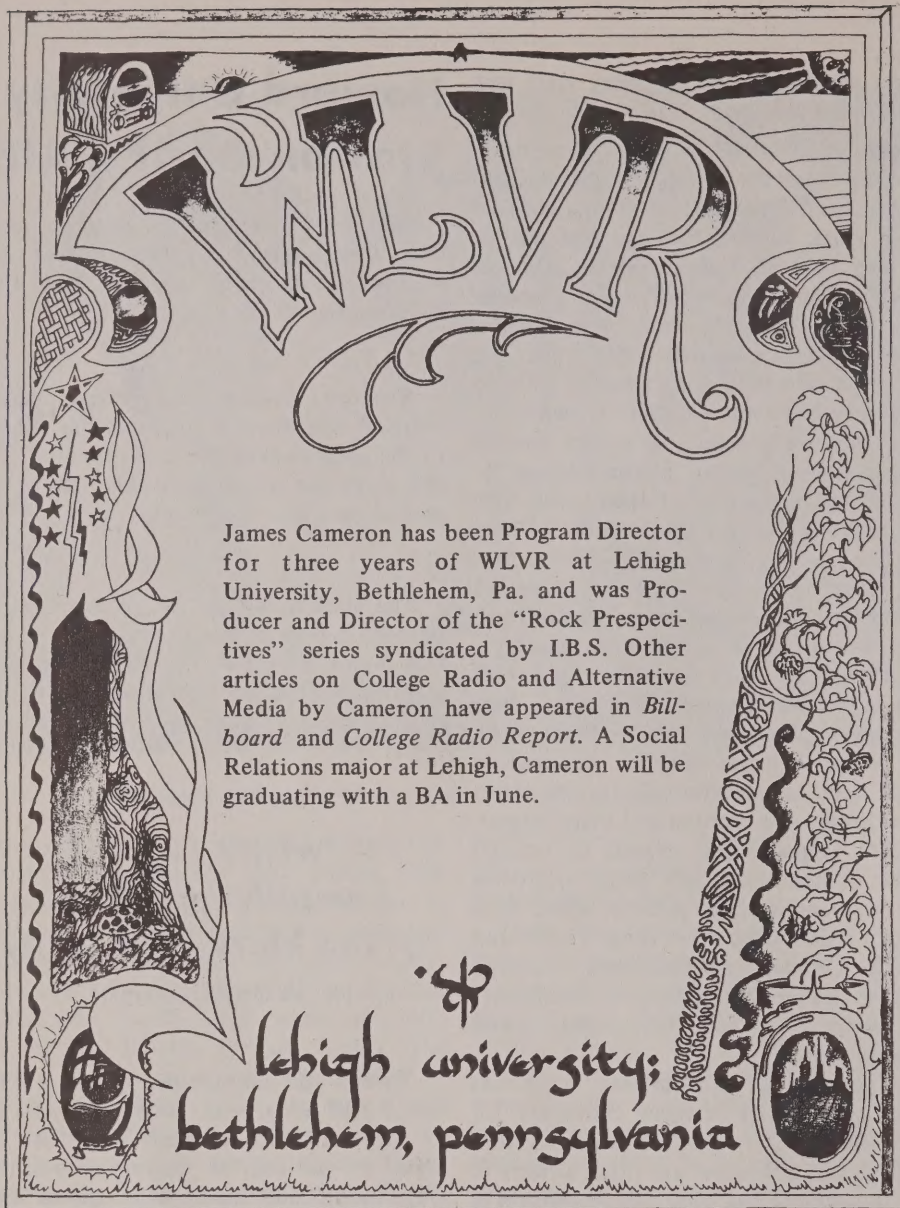 WLVR
James Cameron has been Program Director
for three years of WLVR at Lehigh
University, Bethlehem, Pa. and was Pro-
ducer and Director of the “Rock Prespeci-
tives” series syndicated by I.B.S. Other
articles on College Radio and Alternative
Media by Cameron have appeared in Bill-
board and College Radio Report. A Social
Relations major at Lehigh, Cameron will be
graduating with a BA in June.
lehigh university;
bethlehem, pennsylvania